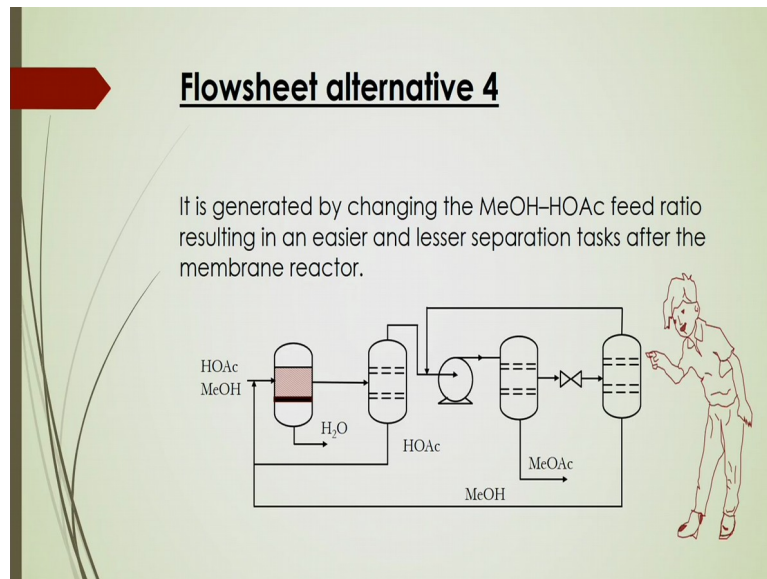 Flowsheet alternative 4
It is generated by changing the MeOH–HOAc feed ratio
resulting in an easier and lesser separation tasks after the
membrane reactor.
HOAc
MeOH
H₂O
HOAc
MeOAc
MeOH